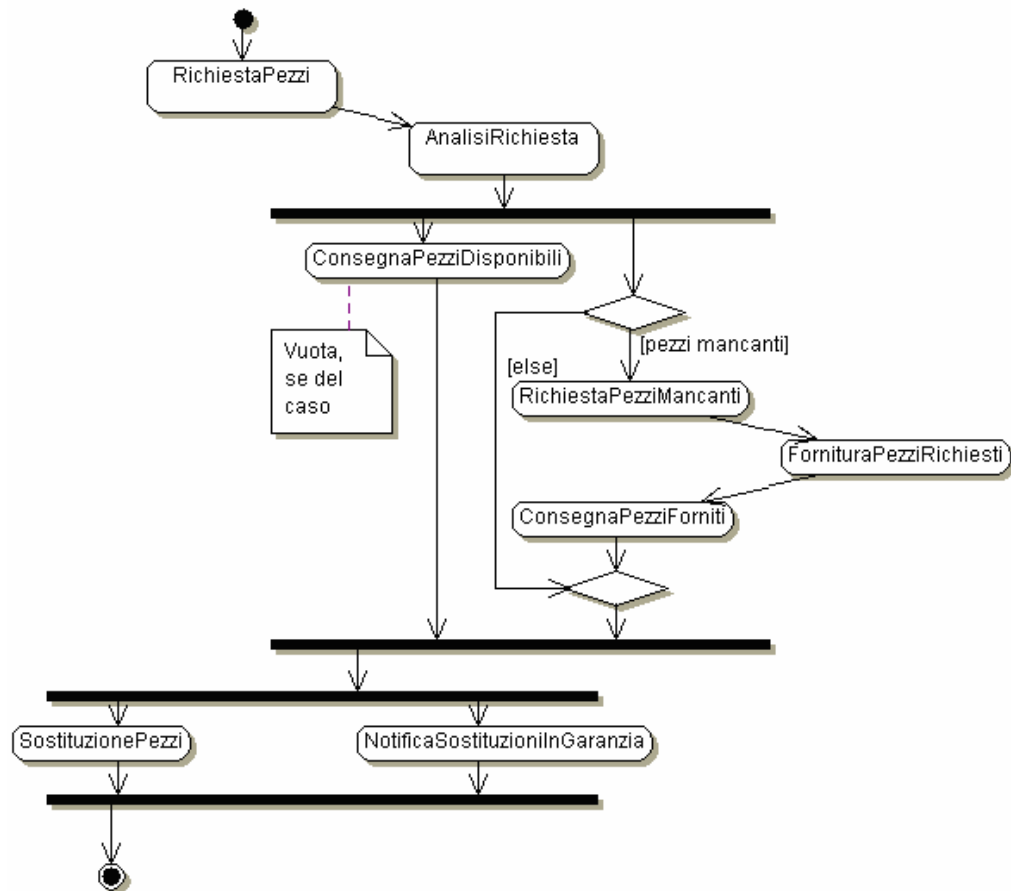 RichiestaPezzi
AnalisiRichiesta
ConsegnaPezziDisponibili
Vuota,
se del
caso
[pezzi mancanti]
[else]
RichiestaPezziMancanti
FornituraPezziRichiesti
ConsegnaPezziForniti
SostituzionePezzi
NotificaSostituzioniInGaranzia